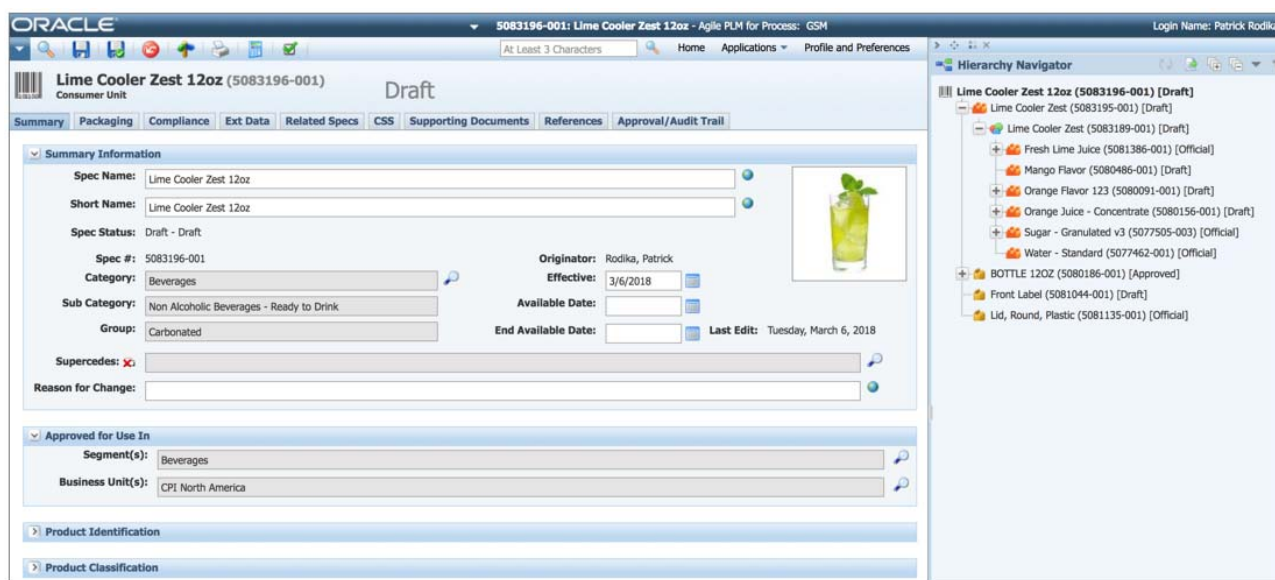 ORACLE
5083196-001: Lime Cooler Zest 12oz - Agile PLM for Process: GSM
Login Name: Patrick Rodika
At Least 3 Characters
Home Applications Profile and Preferences
Lime Cooler Zest 12oz (5083196-001)
Consumer Unit
Draft
Summary Packaging Compliance Ext Data Related Specs CSS Supporting Documents References Approval/Audit Trail
Summary Information
Spec Name: Lime Cooler Zest 12oz
Short Name: Lime Cooler Zest 12oz
Spec Status: Draft - Draft
Spec #: 5083196-001
Originator: Rodika, Patrick
Category: Beverages
Effective: 3/6/2018
Sub Category: Non Alcoholic Beverages - Ready to Drink
Available Date:
Group: Carbonated
End Available Date:
Last Edit: Tuesday, March 6, 2018
Supercedes:
Reason for Change:
Approved for Use In
Segment(s): Beverages
Business Unit(s): CPI North America
Product Identification
Product Classification
Hierarchy Navigator
Lime Cooler Zest 12oz (5083196-001) [Draft]
Lime Cooler Zest (5083195-001) [Draft]
Lime Cooler Zest (5083189-001) [Draft]
Fresh Lime Juice (5081386-001) [Official]
Mango Flavor (5080486-001) [Draft]
Orange Flavor 123 (5080091-001) [Draft]
Orange Juice - Concentrate (5080156-001) [Draft]
Sugar - Granulated v3 (5077505-003) [Official]
Water - Standard (5077462-001) [Official]
BOTTLE 12OZ (5080186-001) [Approved]
Front Label (5081044-001) [Draft]
Lid, Round, Plastic (5081135-001) [Official]